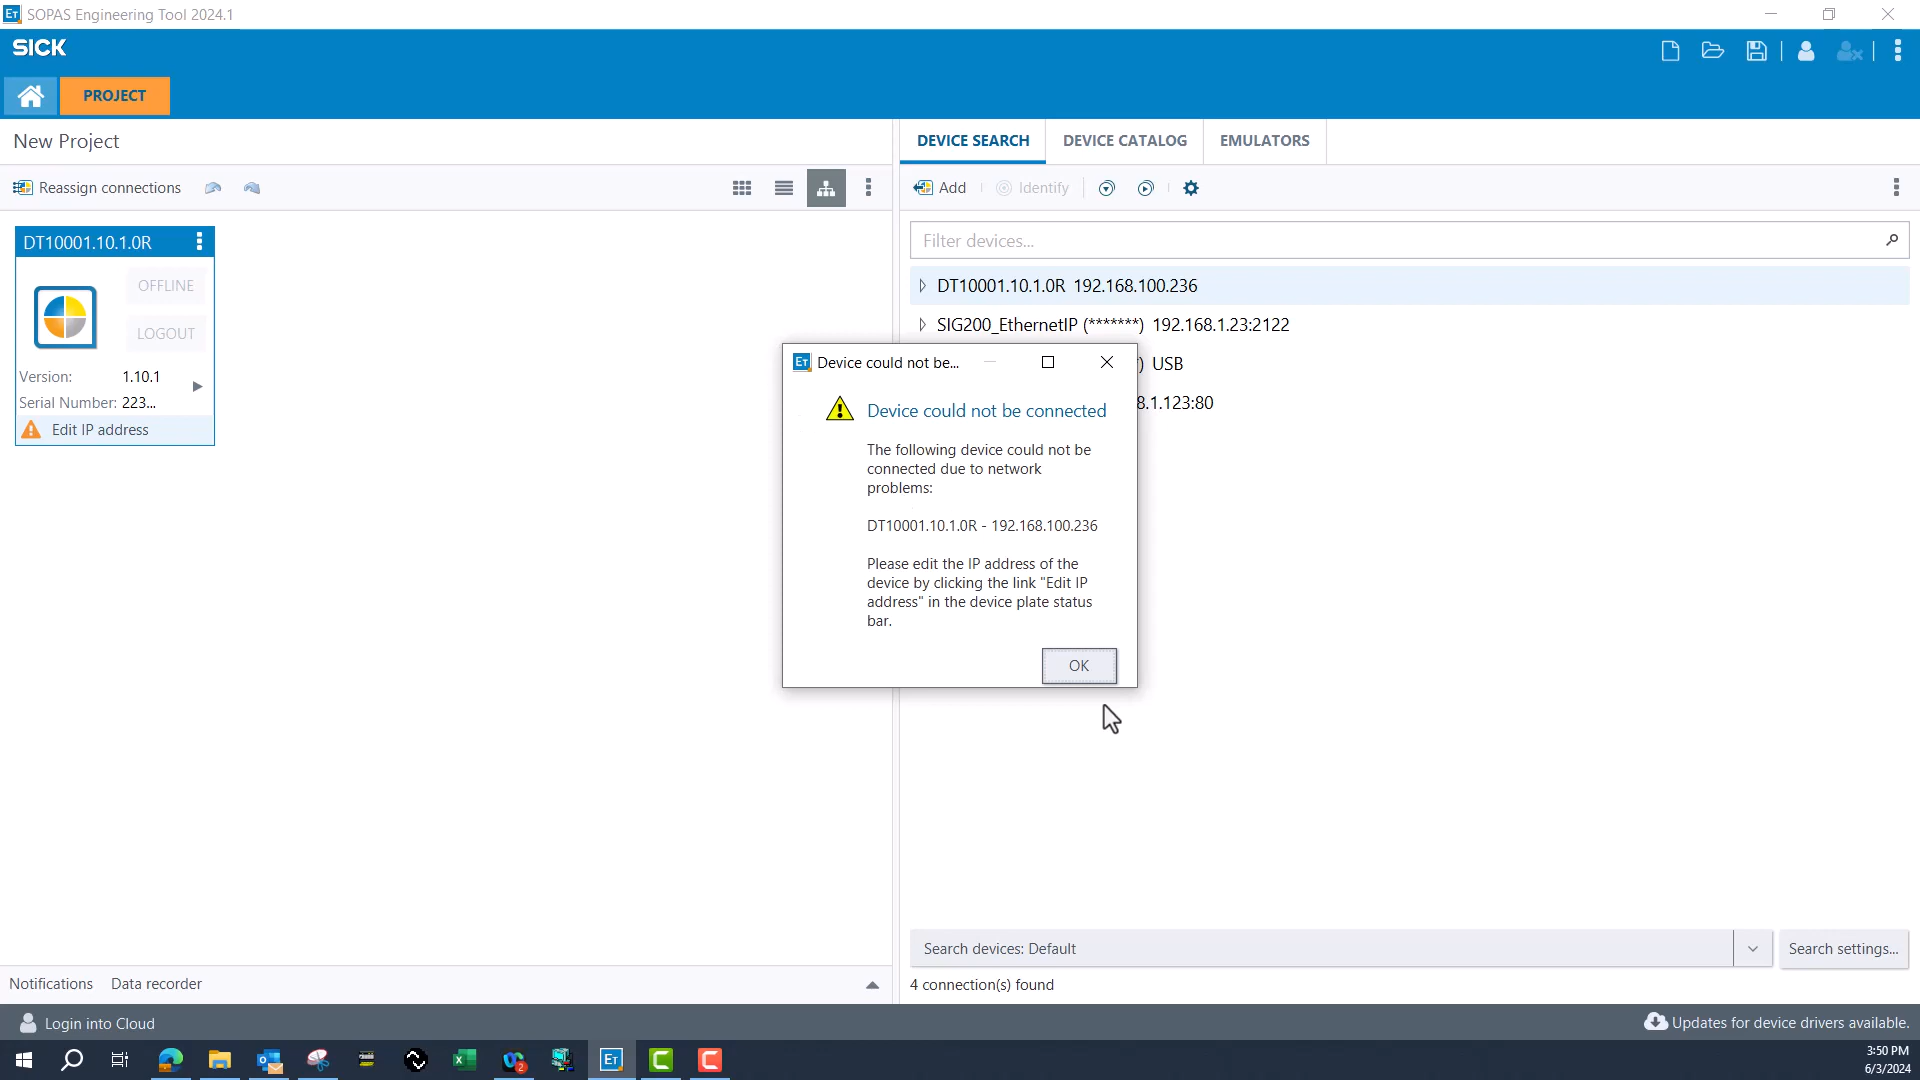 ET SOPAS Engineering Tool 2024.1
SICK
PROJECT
New Project
DEVICE SEARCH DEVICE CATALOG EMULATORS
Reassign connections
Add Identify
Filter devices...
DT10001.10.1.0R
OFFLINE
LOGOUT
Version: 1.10.1
Serial Number: 223...
Edit IP address
DT10001.10.1.0R 192.168.100.236
SIG200_EthernetIP (*******) 192.168.1.23:2122
) USB
8.1.123:80
ET Device could not be...
Device could not be connected
The following device could not be
connected due to network
problems:
DT10001.10.1.0R - 192.168.100.236
Please edit the IP address of the
device by clicking the link "Edit IP
address" in the device plate status
bar.
OK
Search devices: Default
Search settings...
Notifications Data recorder
4 connection(s) found
Login into Cloud
Updates for device drivers available.
3:50 PM
6/3/2024